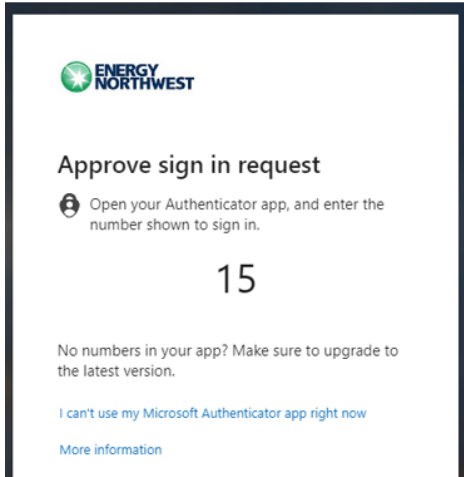 ENERGY
NORTHWEST
Approve sign in request
Open your Authenticator app, and enter the
number shown to sign in.
15
No numbers in your app? Make sure to upgrade to
the latest version.
I can't use my Microsoft Authenticator app right now
More information